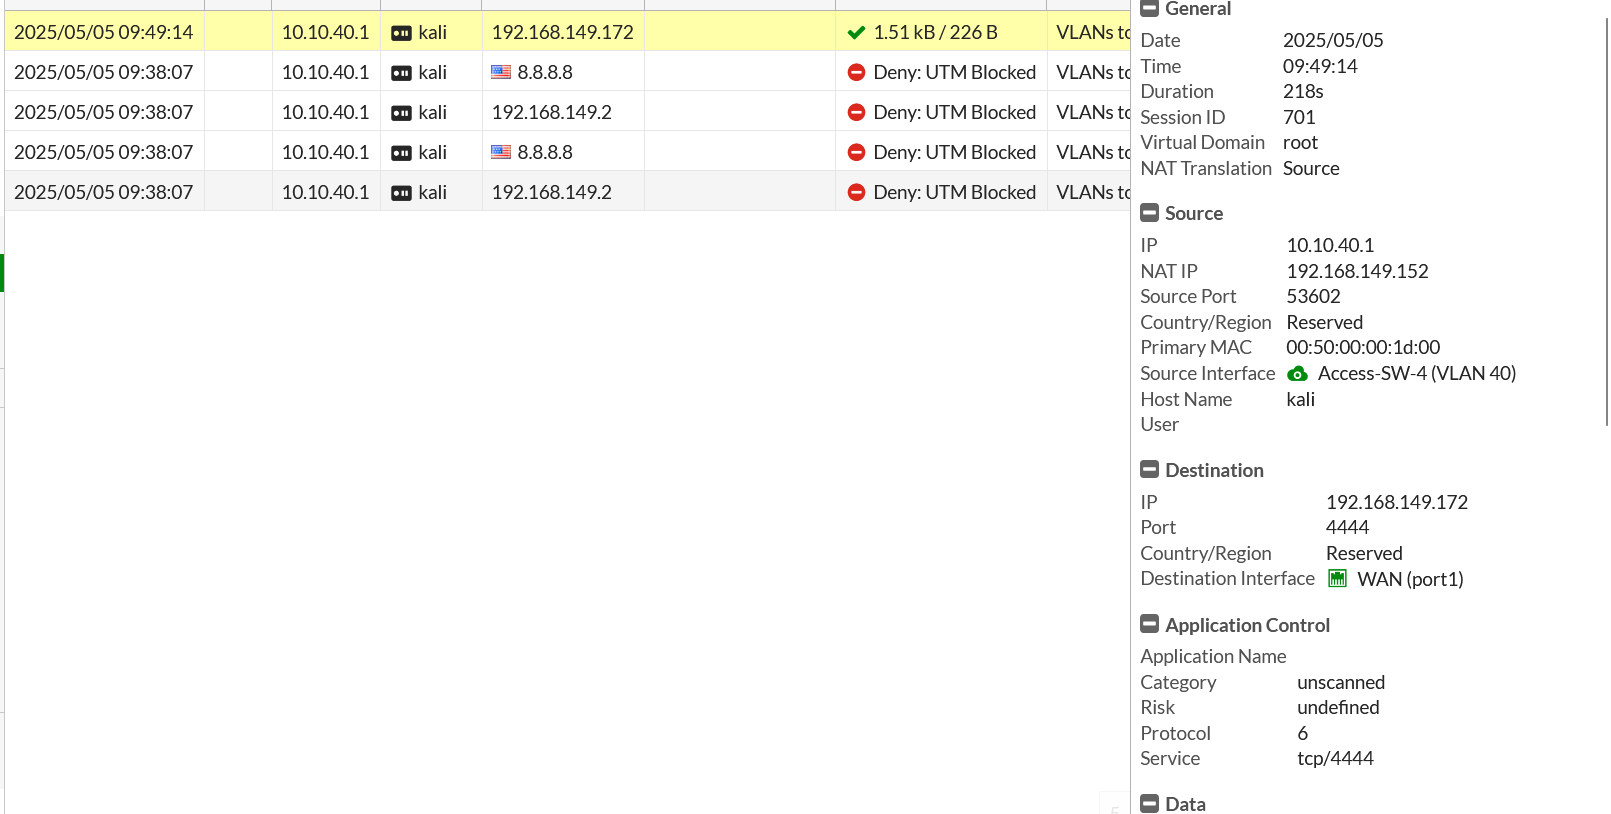 2025/05/05 09:49:14 10.10.40.1 kali 192.168.149.172 1.51 kB / 226 B VLANs to
2025/05/05 09:38:07 10.10.40.1 kali 8.8.8.8 Deny: UTM Blocked VLANs to
2025/05/05 09:38:07 10.10.40.1 kali 192.168.149.2 Deny: UTM Blocked VLANs to
2025/05/05 09:38:07 10.10.40.1 kali 8.8.8.8 Deny: UTM Blocked VLANs to
2025/05/05 09:38:07 10.10.40.1 kali 192.168.149.2 Deny: UTM Blocked VLANs to
General
Date 2025/05/05
Time 09:49:14
Duration 218s
Session ID 701
Virtual Domain root
NAT Translation Source
Source
IP 10.10.40.1
NAT IP 192.168.149.152
Source Port 53602
Country/Region Reserved
Primary MAC 00:50:00:00:1d:00
Source Interface Access-SW-4 (VLAN 40)
Host Name kali
User
Destination
IP 192.168.149.172
Port 4444
Country/Region Reserved
Destination Interface WAN (port1)
Application Control
Application Name
Category unscanned
Risk undefined
Protocol 6
Service tcp/4444
Data